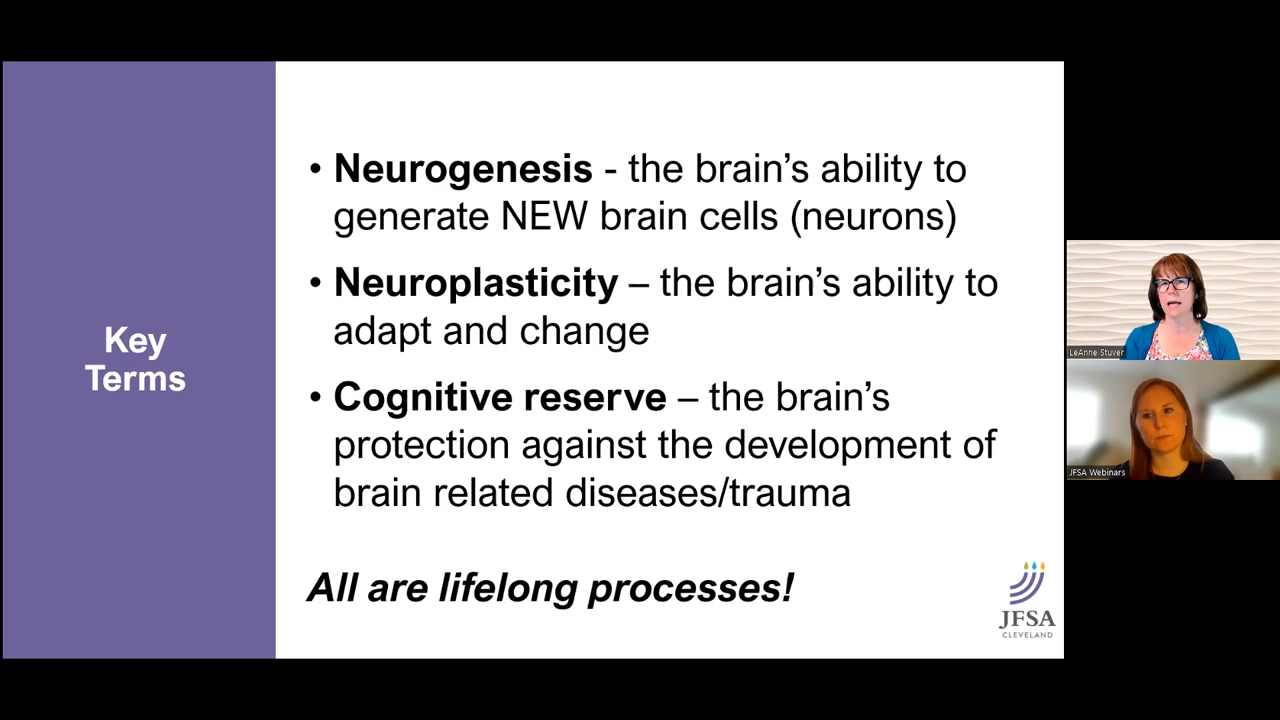 Key
Terms
• Neurogenesis - the brain’s ability to
generate NEW brain cells (neurons)
• Neuroplasticity – the brain’s ability to
adapt and change
• Cognitive reserve – the brain’s
protection against the development of
brain related diseases/trauma
All are lifelong processes!
JFSA
CLEVELAND
LeAnne Stuver
JFSA Webinars